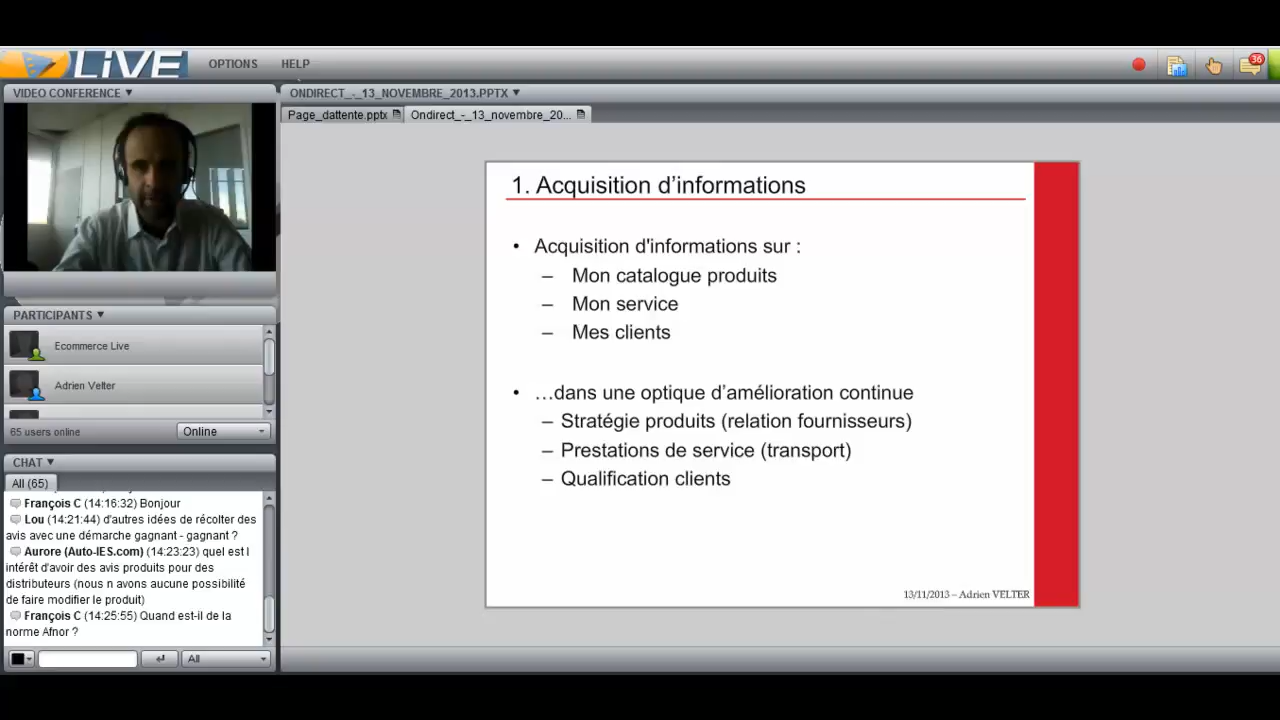 LiVE
OPTIONS
HELP
36
VIDEO CONFERENCE
ONDIRECT_-_13_NOVEMBRE_2013.PPTX
Page_dattente.pptx
Ondirect_-_13_novembre_20...
1. Acquisition d’informations
• Acquisition d'informations sur :
– Mon catalogue produits
– Mon service
– Mes clients
• …dans une optique d’amélioration continue
– Stratégie produits (relation fournisseurs)
– Prestations de service (transport)
– Qualification clients
13/11/2013 – Adrien VELTER
PARTICIPANTS
Ecommerce Live
Adrien Velter
65 users online
Online
CHAT
All (65)
François C (14:16:32) Bonjour
Lou (14:21:44) d'autres idées de récolter des
avis avec une démarche gagnant - gagnant ?
Aurore (Auto-IES.com) (14:23:23) quel est l
intérêt d'avoir des avis produits pour des
distributeurs (nous n avons aucune possibilité
de faire modifier le produit)
François C (14:25:55) Quand est-il de la
norme Afnor ?
All